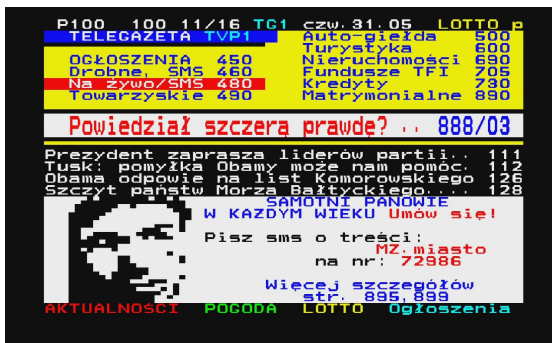 P100 100 11/16 TG1 czw.31.05 LOTTO p
TELEGAZETA TVP1 Auto-giełda 500
Turystyka 600
OGŁOSZENIA 450 Nieruchomości 690
Drobne, SMS 460 Fundusze TFI 705
Na żywo/SMS 480 Kredyty 730
Towarzyskie 490 Matrymonialne 890
Powiedział szczerą prawdę? .. 888/03
Prezydent zaprasza liderów partii.. 111
Tusk: pomyłka Obamy może nam pomóc. 112
Obama odpowie na list Komorowskiego 126
Szczyt państw Morza Bałtyckiego.... 128
SAMOTNI PANOWIE
W KAŻDYM WIEKU Umów się!
Pisz sms o treści:
MZ.miasto
na nr: 72986
Więcej szczegółów
str. 895,899
AKTUALNOŚCI POGODA LOTTO Ogłoszenia